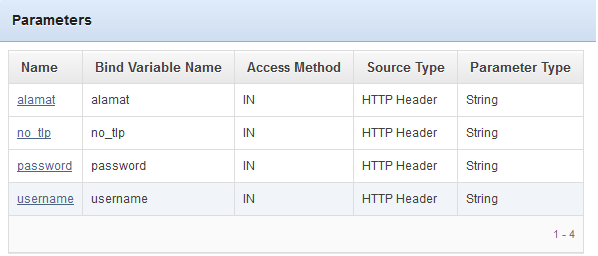 Parameters
Name Bind Variable Name Access Method Source Type Parameter Type
alamat alamat IN HTTP Header String
no_tlp no_tlp IN HTTP Header String
password password IN HTTP Header String
username username IN HTTP Header String
1 - 4